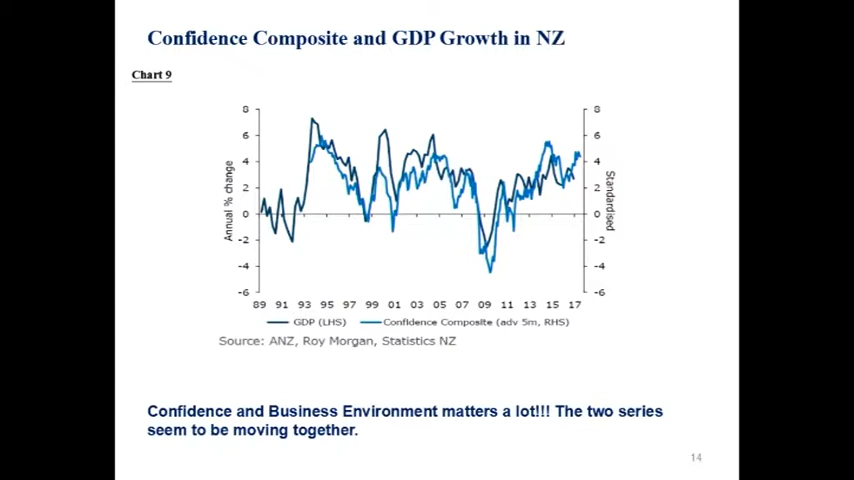 Confidence Composite and GDP Growth in NZ
Chart 9
8 8
6 6
4 4
2 2
0 0
-2 -2
-4 -4
-6 -6
Annual % change
Standardised
89 91 93 95 97 99 01 03 05 07 09 11 13 15 17
GDP (LHS) Confidence Composite (adv 5m, RHS)
Source: ANZ, Roy Morgan, Statistics NZ
Confidence and Business Environment matters a lot!!! The two series
seem to be moving together.
14